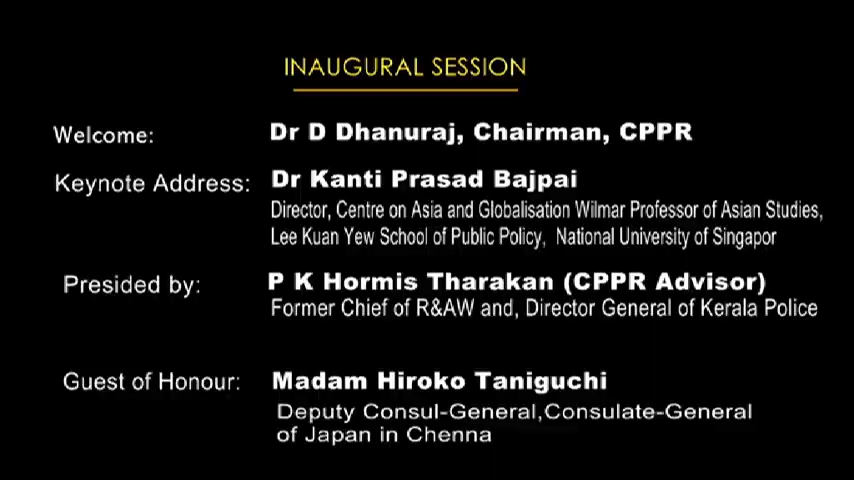 INAUGURAL SESSION
Welcome: Dr D Dhanuraj, Chairman, CPPR
Keynote Address: Dr Kanti Prasad Bajpai
Director, Centre on Asia and Globalisation Wilmar Professor of Asian Studies,
Lee Kuan Yew School of Public Policy, National University of Singapor
Presided by: P K Hormis Tharakan (CPPR Advisor)
Former Chief of R&AW and, Director General of Kerala Police
Guest of Honour: Madam Hiroko Taniguchi
Deputy Consul-General,Consulate-General
of Japan in Chenna